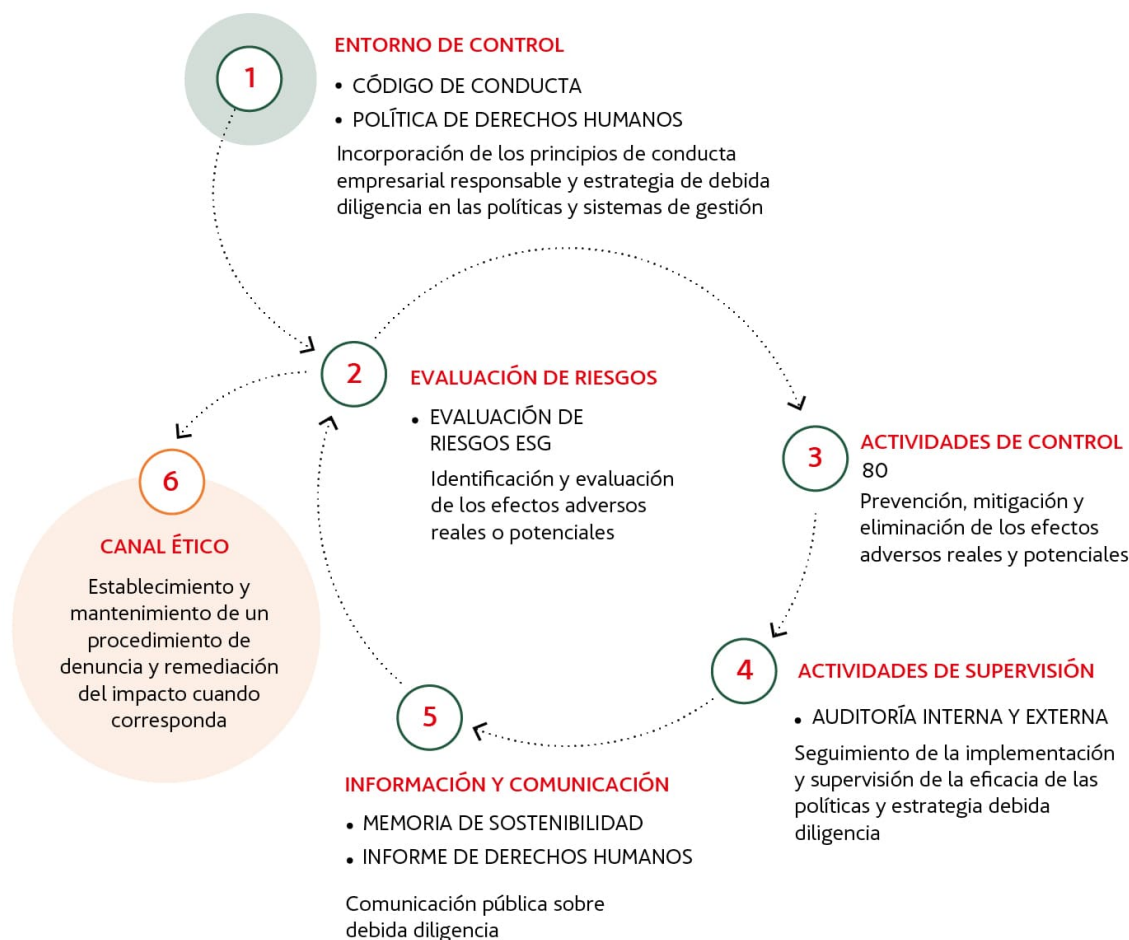 1
ENTORNO DE CONTROL
• CÓDIGO DE CONDUCTA
• POLÍTICA DE DERECHOS HUMANOS
Incorporación de los principios de conducta
empresarial responsable y estrategia de debida
diligencia en las políticas y sistemas de gestión
2
EVALUACIÓN DE RIESGOS
• EVALUACIÓN DE
RIESGOS ESG
Identificación y evaluación
de los efectos adversos
reales o potenciales
3
ACTIVIDADES DE CONTROL
80
Prevención, mitigación y
eliminación de los efectos
adversos reales y potenciales
4
ACTIVIDADES DE SUPERVISIÓN
• AUDITORÍA INTERNA Y EXTERNA
Seguimiento de la implementación
y supervisión de la eficacia de las
políticas y estrategia debida
diligencia
5
INFORMACIÓN Y COMUNICACIÓN
• MEMORIA DE SOSTENIBILIDAD
• INFORME DE DERECHOS HUMANOS
Comunicación pública sobre
debida diligencia
6
CANAL ÉTICO
Establecimiento y
mantenimiento de un
procedimiento de
denuncia y remediación
del impacto cuando
corresponda